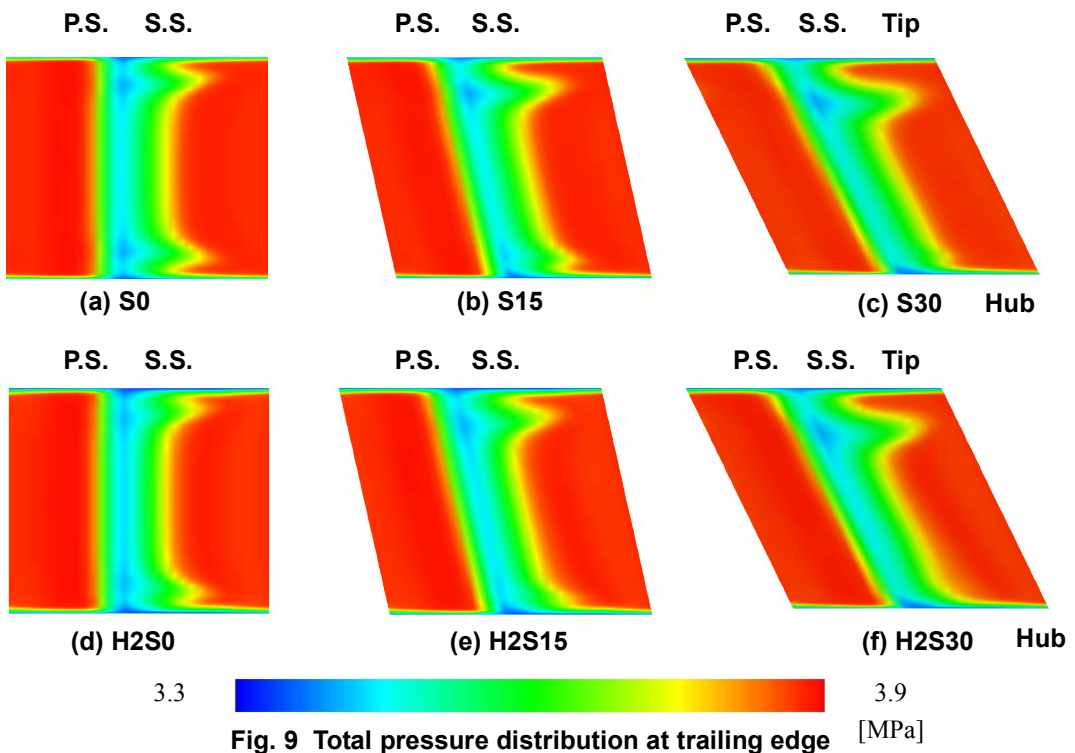 P.S. S.S. P.S. S.S. P.S. S.S. Tip
(a) S0 (b) S15 (c) S30 Hub
P.S. S.S. P.S. S.S. P.S. S.S. Tip
(d) H2S0 (e) H2S15 (f) H2S30 Hub
3.3 3.9
[MPa]
Fig. 9 Total pressure distribution at trailing edge